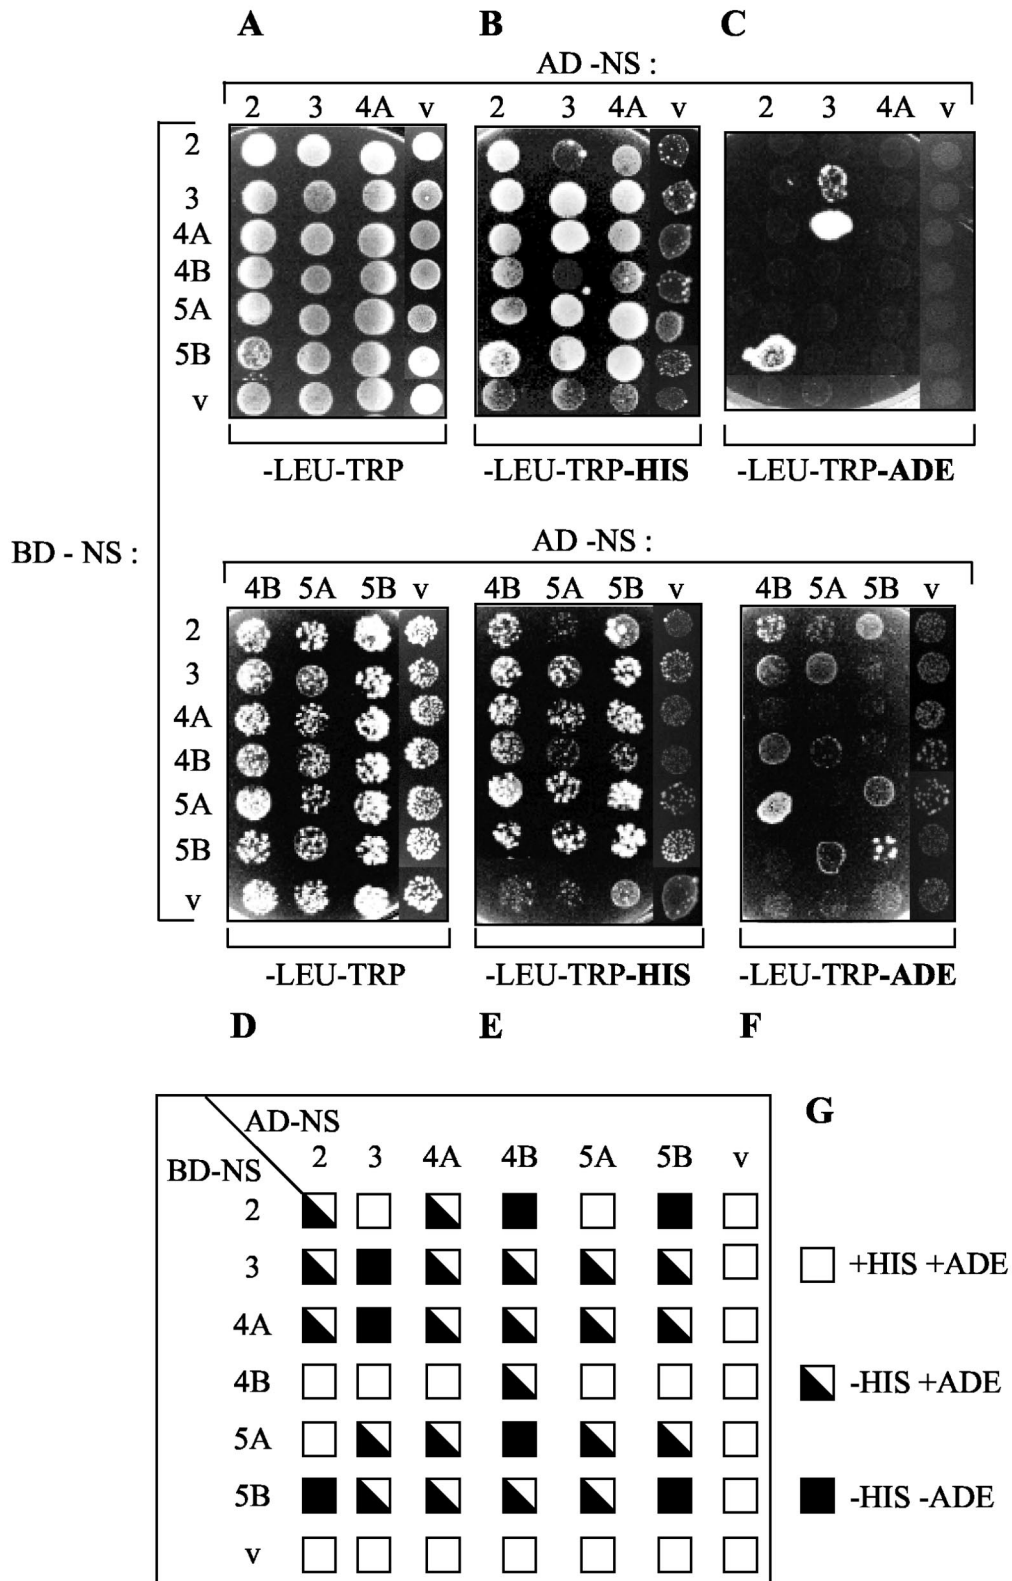 A B C
AD -NS :
2 3 4A v 2 3 4A v 2 3 4A v
2
3
4A
4B
5A
5B
v
-LEU-TRP -LEU-TRP-HIS -LEU-TRP-ADE
BD - NS :
AD -NS :
4B 5A 5B v 4B 5A 5B v 4B 5A 5B v
2
3
4A
4B
5A
5B
v
-LEU-TRP -LEU-TRP-HIS -LEU-TRP-ADE
D E F
G
AD-NS
BD-NS
2 3 4A 4B 5A 5B v
2
3 +HIS +ADE
4A
4B -HIS +ADE
5A
5B -HIS -ADE
v